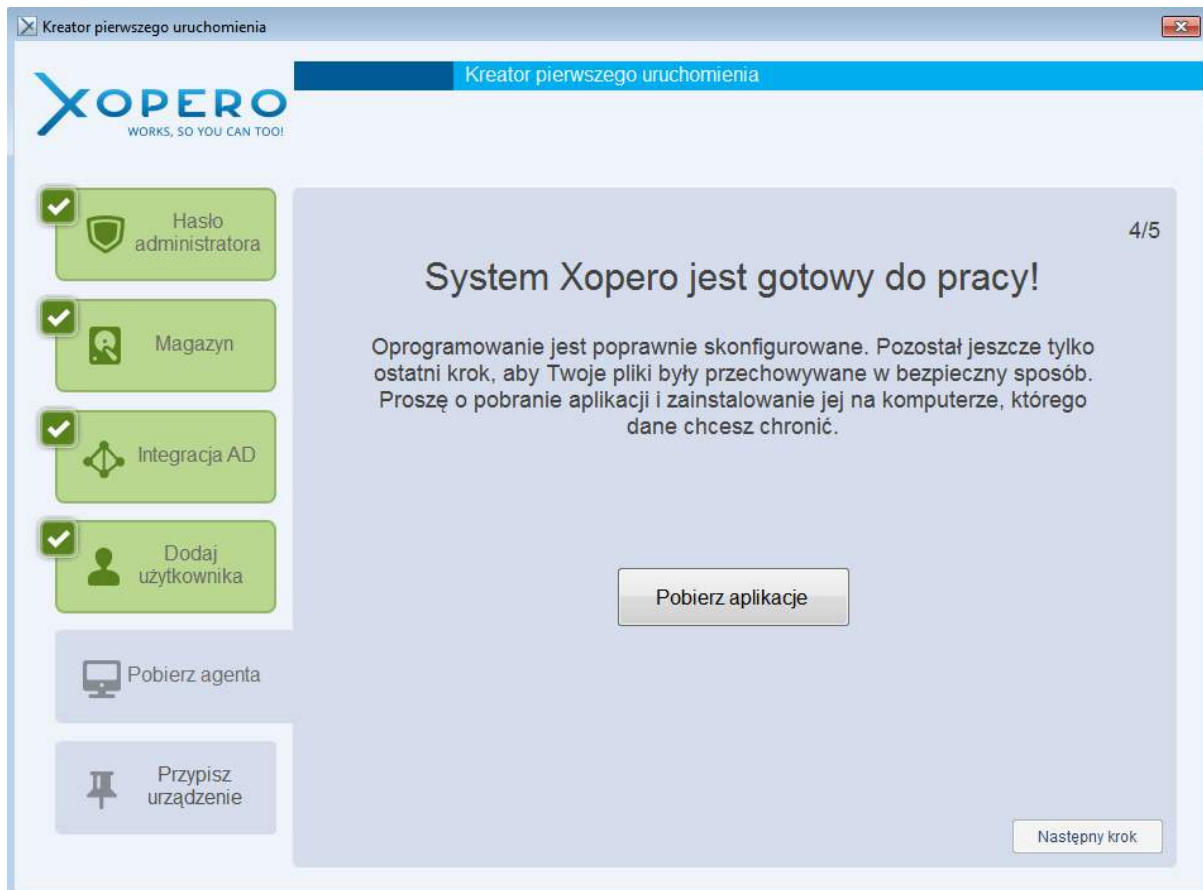 Kreator pierwszego uruchomienia
Kreator pierwszego uruchomienia
XOPERO
WORKS, SO YOU CAN TOO!
Hasło
administratora
Magazyn
Integracja AD
Dodaj
użytkownika
Pobierz agenta
Przypisz
urządzenie
4/5
System Xopero jest gotowy do pracy!
Oprogramowanie jest poprawnie skonfigurowane. Pozostał jeszcze tylko
ostatni krok, aby Twoje pliki były przechowywane w bezpieczny sposób.
Proszę o pobranie aplikacji i zainstalowanie jej na komputerze, którego
dane chcesz chronić.
Pobierz aplikacje
Następny krok